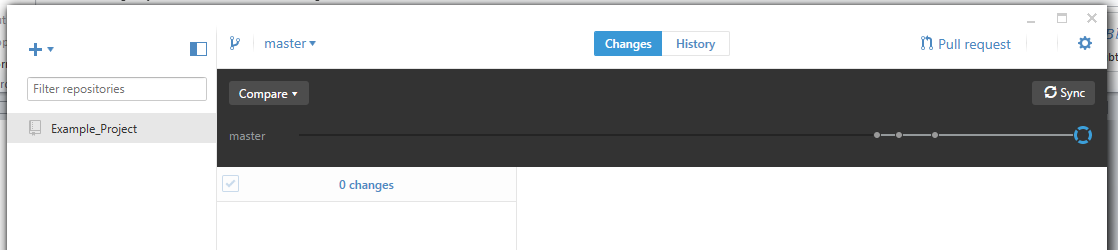 master
Changes
History
Pull request
Filter repositories
Compare
Sync
Example_Project
master
0 changes